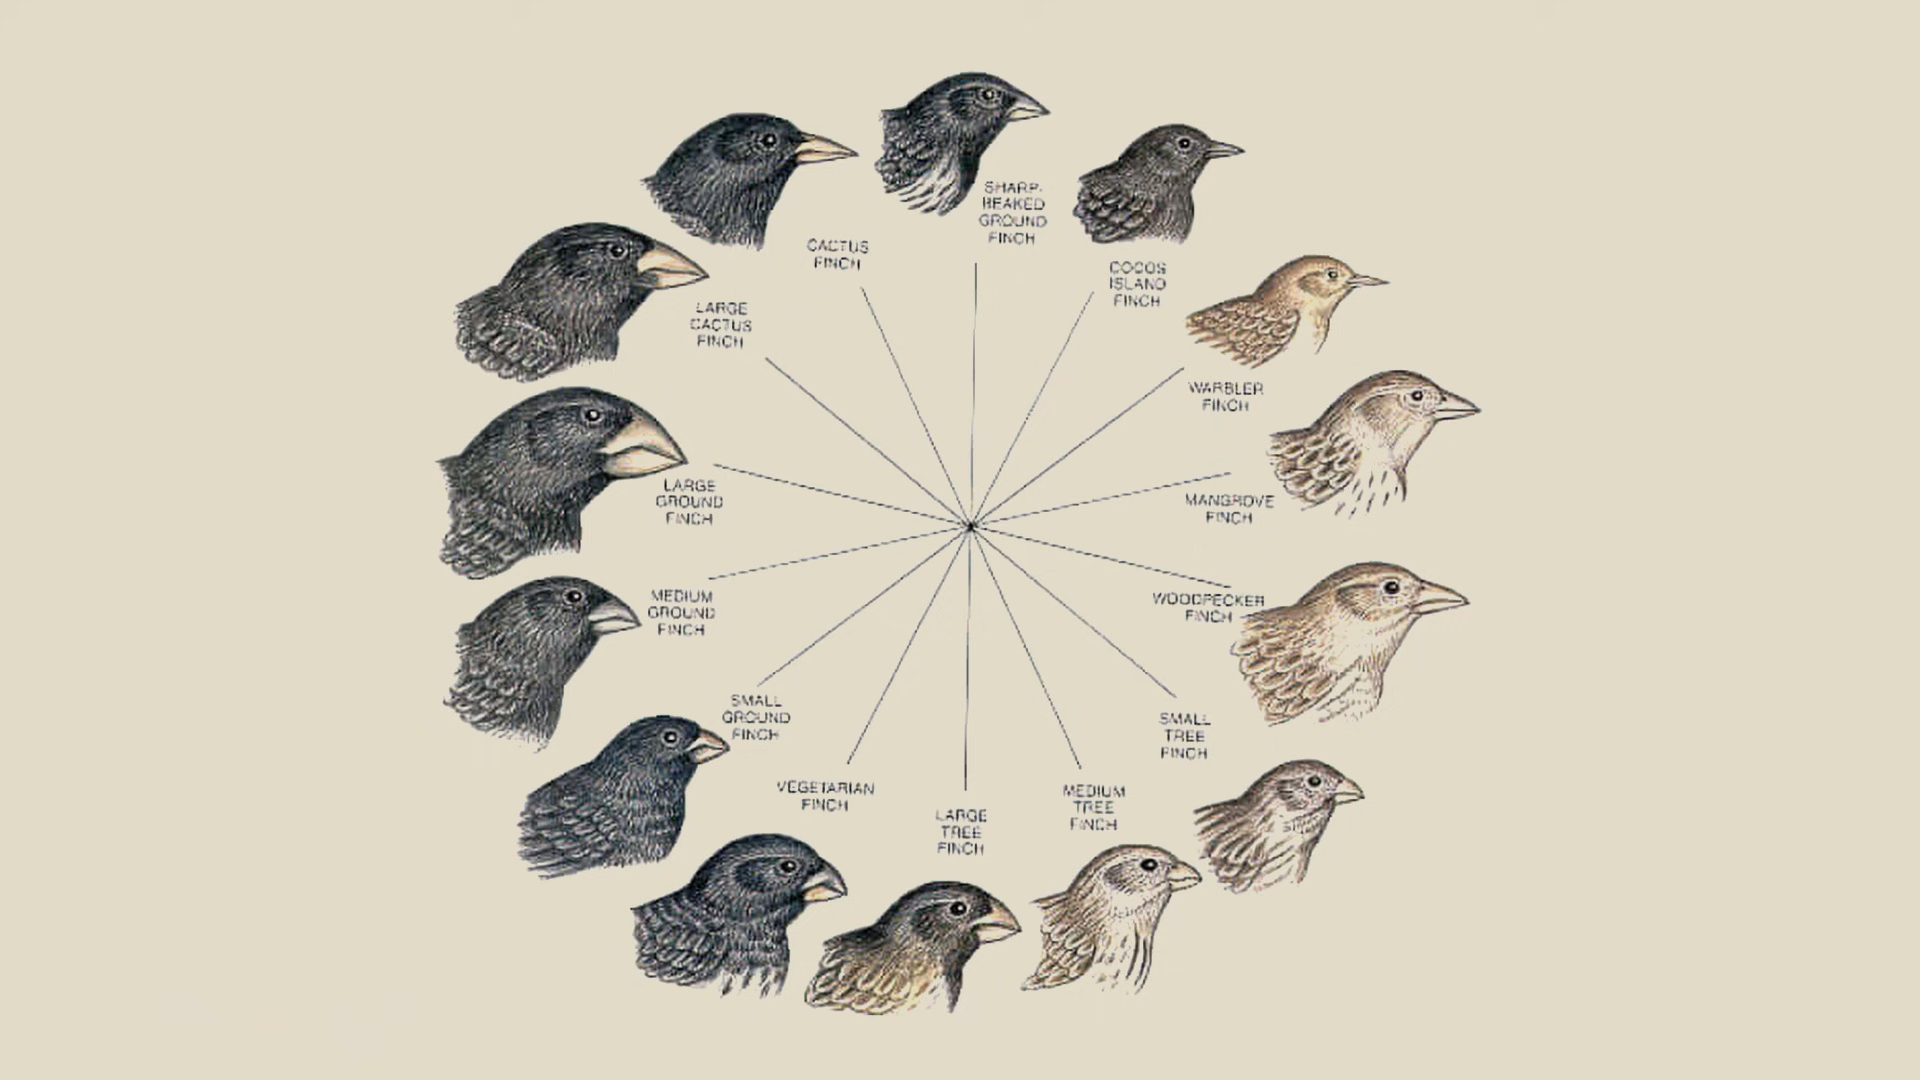 SHARP-
BEAKED
GROUND
FINCH
COCOS
ISLAND
FINCH
WARBLER
FINCH
MANGROVE
FINCH
WOODPECKER
FINCH
SMALL
TREE
FINCH
MEDIUM
TREE
FINCH
LARGE
TREE
FINCH
VEGETARIAN
FINCH
SMALL
GROUND
FINCH
MEDIUM
GROUND
FINCH
LARGE
GROUND
FINCH
LARGE
CACTUS
FINCH
CACTUS
FINCH